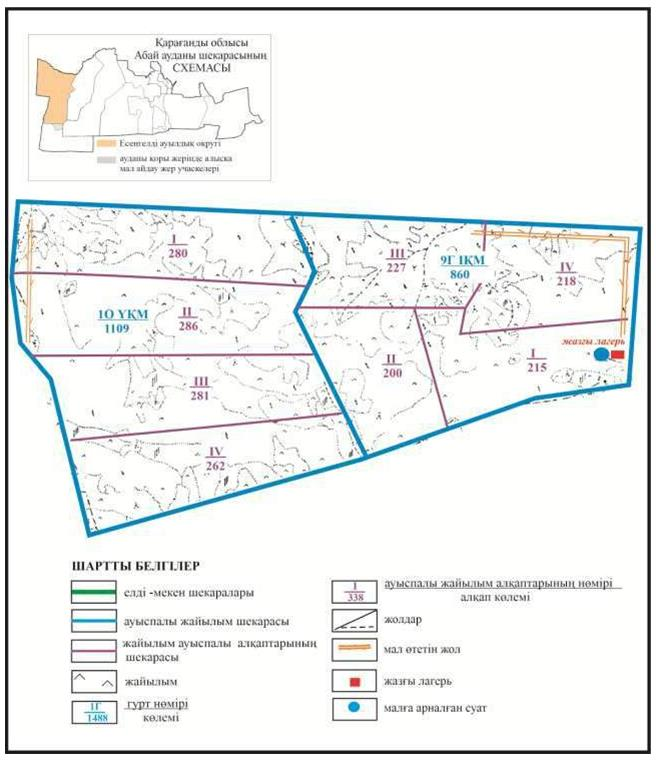 Қарағанды облысы
Абай ауданы шекарасының
СХЕМАСЫ
Есенгелді ауылдық округі
ауданы қоры жерінде алыска
мал айдау жер учаскелері
I
280
III
227
9Г ІҚМ
860
IV
218
1О ҮҚМ
1109
II
286
жазғы лагерь
II
200
I
215
III
281
IV
262
ШАРТТЫ БЕЛГІЛЕР
елді -мекен шекаралары
ауыспалы жайылым шекарасы
жайылым ауыспалы алқаптарының
шекарасы
жайылым
1Г
1488
гурт нөмірі
көлемі
I
338
ауыспалы жайылым алқаптарының нөмірі
алқап көлемі
жолдар
мал өтетін жол
жазғы лагерь
малға арналған суат